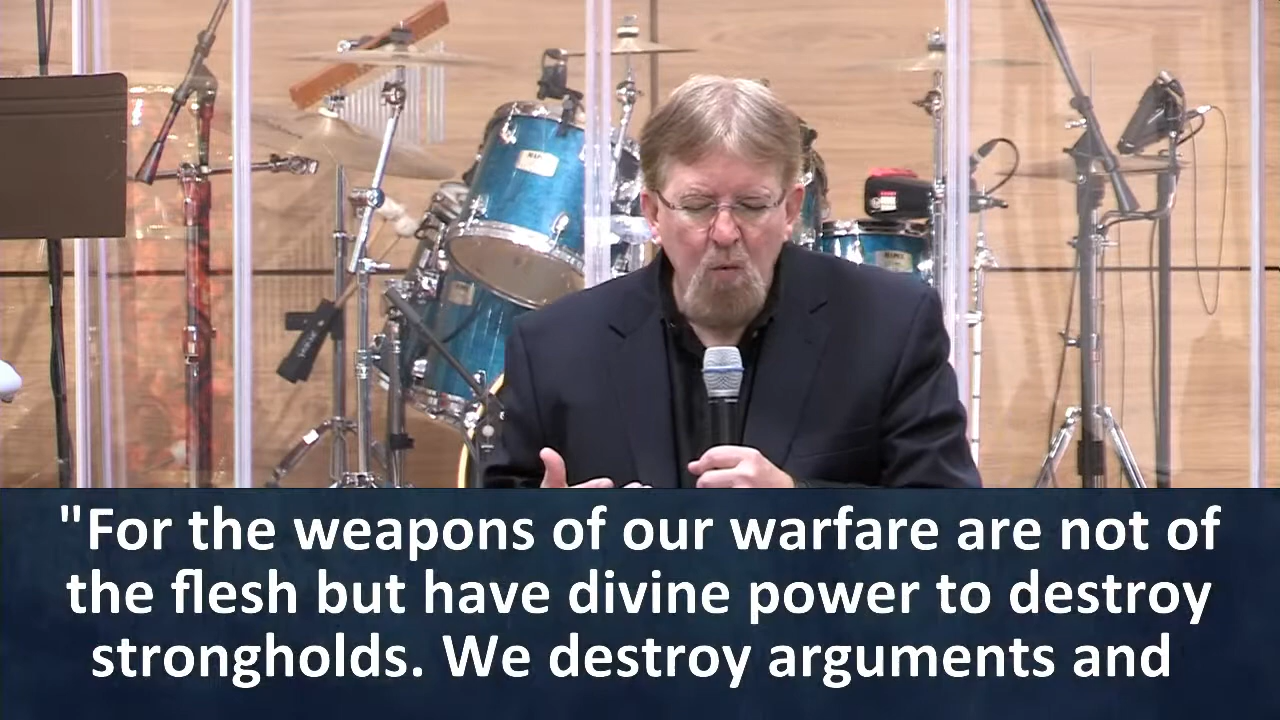 "For the weapons of our warfare are not of
the flesh but have divine power to destroy
strongholds. We destroy arguments and